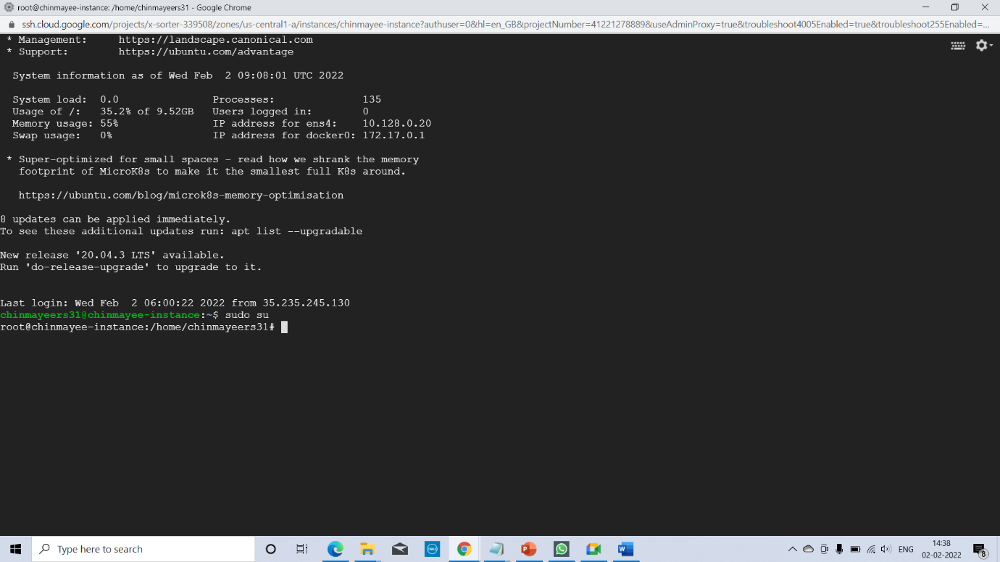 root@chinmayee-instance: /home/chinmayeers31 - Google Chrome
ssh.cloud.google.com/projects/x-sorter-339508/zones/us-central1-a/instances/chinmayee-instance?authuser=0&hl=en_GB&projectNumber=41221278889&useAdminProxy=true&troubleshoot4005Enabled=true&troubleshoot255Enabled=...
* Management: https://landscape.canonical.com
* Support: https://ubuntu.com/advantage
System information as of Wed Feb 2 09:08:01 UTC 2022
System load: 0.0 Processes: 135
Usage of /: 35.2% of 9.52GB Users logged in: 0
Memory usage: 55% IP address for ens4: 10.128.0.20
Swap usage: 0% IP address for docker0: 172.17.0.1
* Super-optimized for small spaces - read how we shrank the memory
footprint of MicroK8s to make it the smallest full K8s around.
https://ubuntu.com/blog/microk8s-memory-optimisation
8 updates can be applied immediately.
To see these additional updates run: apt list --upgradable
New release '20.04.3 LTS' available.
Run 'do-release-upgrade' to upgrade to it.
Last login: Wed Feb 2 06:00:22 2022 from 35.235.245.130
chinmayeers31@chinmayee-instance:~$ sudo su
root@chinmayee-instance:/home/chinmayeers31#
Type here to search
DELL
P
W
ENG
14:38
02-02-2022
8